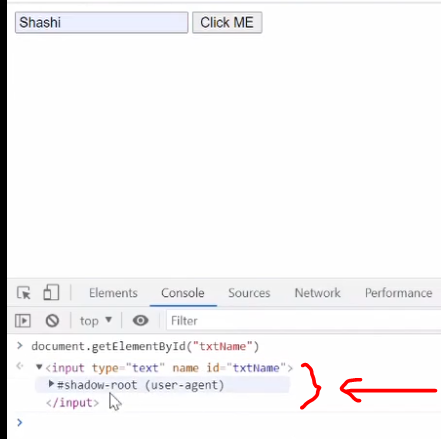 Shashi Click ME
Elements Console Sources Network Performance
top ▼ Filter
> document.getElementById("txtName")
<input type="text" name id="txtName">
#shadow-root (user-agent)
</input>
>